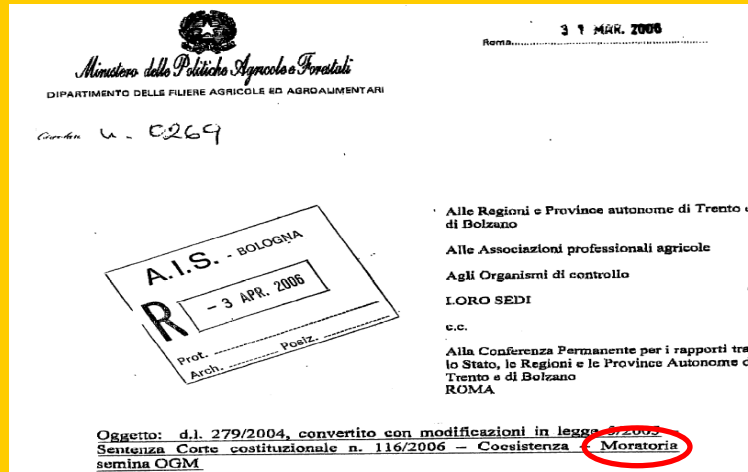 3 1 MAR. 2006
Roma
Ministero delle Politiche Agricole e Forestali
DIPARTIMENTO DELLE FILIERE AGRICOLE ED AGROALIMENTARI
n. 0269
Alle Regioni e Province autonome di Trento e
di Bolzano
Alle Associazioni professionali agricole
Agli Organismi di controllo
LORO SEDI
c.c.
Alla Conferenza Permanente per i rapporti tra
lo Stato, le Regioni e le Province Autonome d
Trento e di Bolzano
ROMA
A.I.S. - BOLOGNA
R - 3 APR. 2006
Prot. Posiz.
Arch.
Oggetto: d.l. 279/2004, convertito con modificazioni in legge 5/2005 –
Sentenza Corte costituzionale n. 116/2006 – Coesistenza – Moratoria
semina OGM